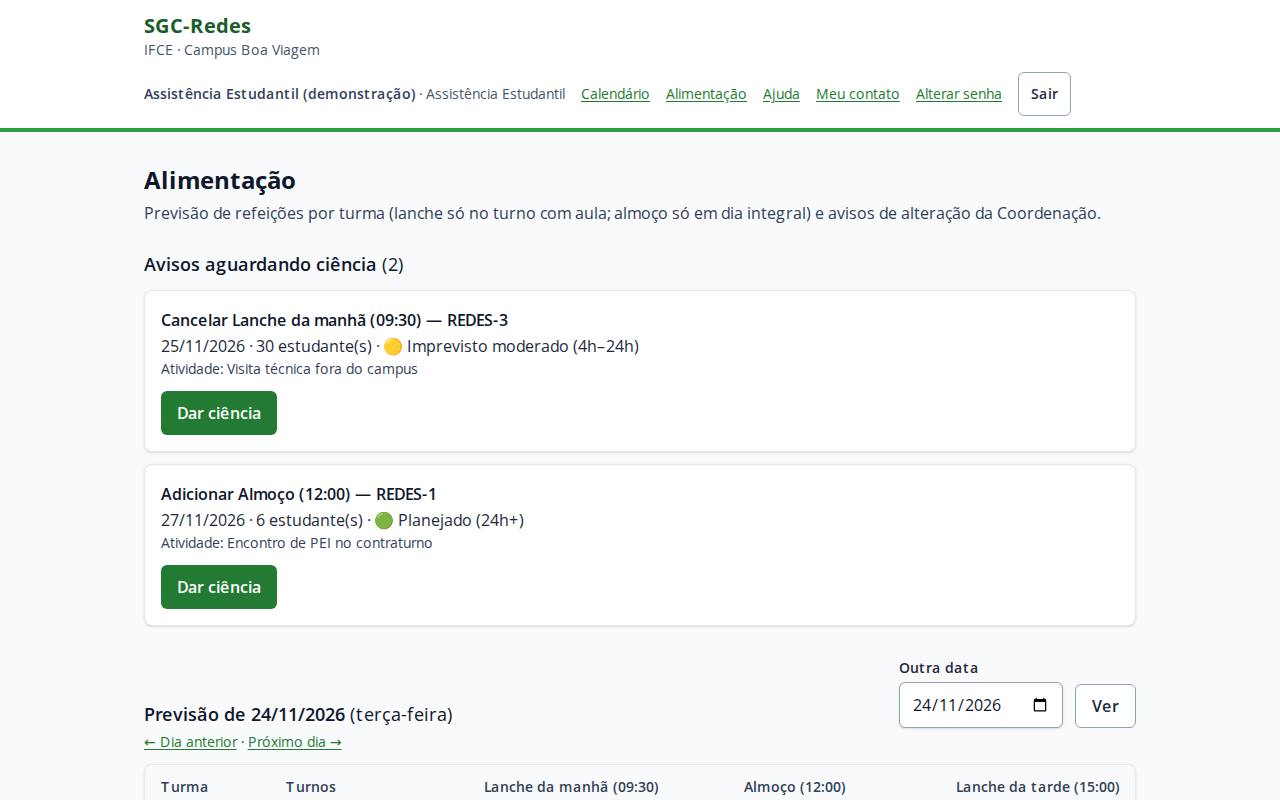 SGC-Redes
IFCE · Campus Boa Viagem
Assistência Estudantil (demonstração) · Assistência Estudantil Calendário Alimentação Ajuda Meu contato Alterar senha Sair
Alimentação
Previsão de refeições por turma (lanche só no turno com aula; almoço só em dia integral) e avisos de alteração da Coordenação.
Avisos aguardando ciência (2)
Cancelar Lanche da manhã (09:30) — REDES-3
25/11/2026 · 30 estudante(s) · 🟡 Imprevisto moderado (4h–24h)
Atividade: Visita técnica fora do campus
Dar ciência
Adicionar Almoço (12:00) — REDES-1
27/11/2026 · 6 estudante(s) · 🟢 Planejado (24h+)
Atividade: Encontro de PEI no contraturno
Dar ciência
Outra data
24/11/2026 Ver
Previsão de 24/11/2026 (terça-feira)
← Dia anterior · Próximo dia →
Turma Turnos Lanche da manhã (09:30) Almoço (12:00) Lanche da tarde (15:00)